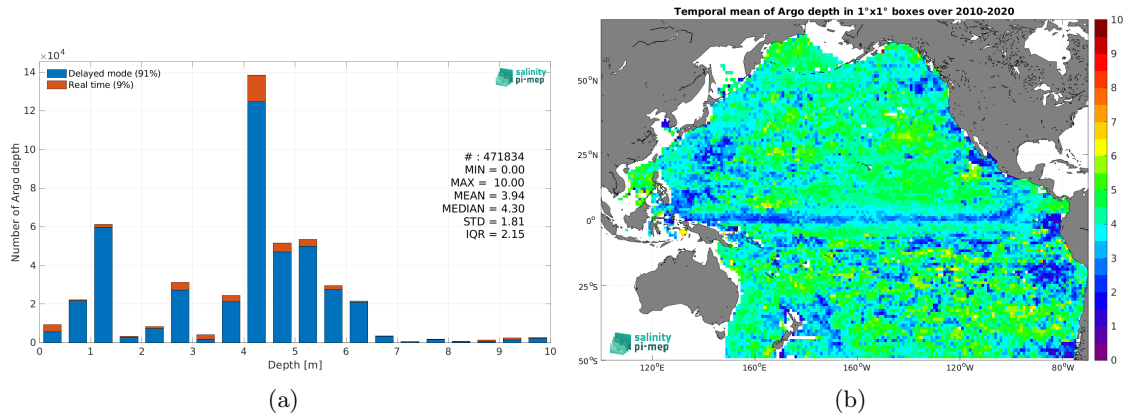 ×10⁴
14
12
10
8
6
4
2
0
Number of Argo depth
Delayed mode (91%)
Real time (9%)
salinity
pi-mep
# : 471834
MIN = 0.00
MAX = 10.00
MEAN = 3.94
MEDIAN = 4.30
STD = 1.81
IQR = 2.15
0 1 2 3 4 5 6 7 8 9 10
Depth [m]
(a)
Temporal mean of Argo depth in 1°x1° boxes over 2010-2020
50°N
25°N
0°
25°S
50°S
120°E 160°E 160°W 120°W 80°W
salinity
pi-mep
10
9
8
7
6
5
4
3
2
1
0
(b)